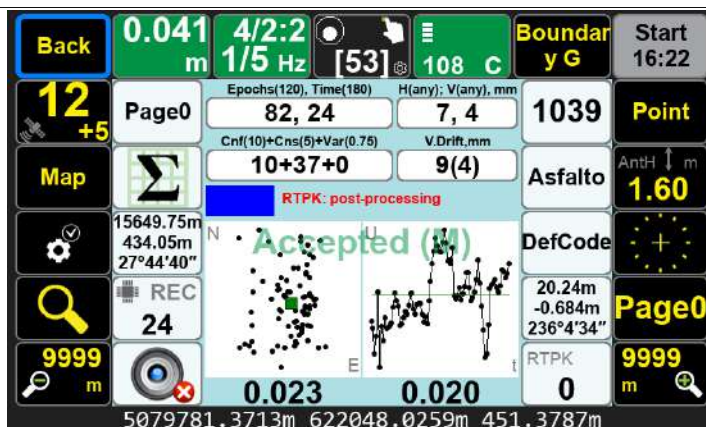 Back
0.041
m
4/2:2
1/5 Hz
[53]
108 C
Boundar
y G
Start
16:22
12
+5
Page0
Epochs(120), Time(180)
82, 24
H(any); V(any), mm
7, 4
1039
Point
Cnf(10)+Cns(5)+Var(0.75)
10+37+0
V.Drift,mm
9(4)
Map
Σ
RTPK: post-processing
Asfalto
AntH m
1.60
15649.75m
434.05m
27°44'40"
N
U
Accepted (M)
DefCode
REC
24
20.24m
-0.684m
236°4'34"
Page0
9999
m
E
t
RTPK
0
9999
m
0.023
0.020
5079781.3713m 622048.0259m 451.3787m